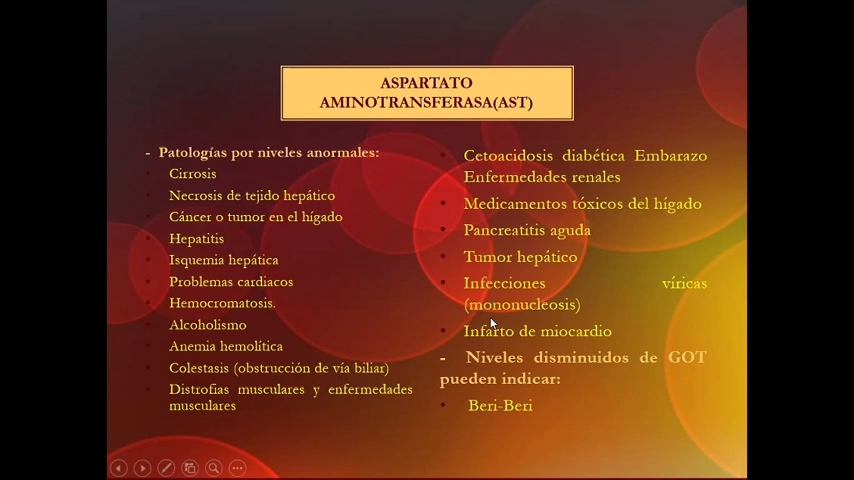 ASPARTATO
AMINOTRANSFERASA(AST)
- Patologías por niveles anormales:
Cirrosis
Necrosis de tejido hepático
Cáncer o tumor en el hígado
Hepatitis
Isquemia hepática
Problemas cardiacos
Hemocromatosis.
Alcoholismo
Anemia hemolítica
Colestasis (obstrucción de vía biliar)
Distrofias musculares y enfermedades
musculares
Cetoacidosis diabética Embarazo
Enfermedades renales
Medicamentos tóxicos del hígado
Pancreatitis aguda
Tumor hepático
Infecciones víricas
(mononucleosis)
Infarto de miocardio
- Niveles disminuidos de GOT
pueden indicar:
Beri-Beri